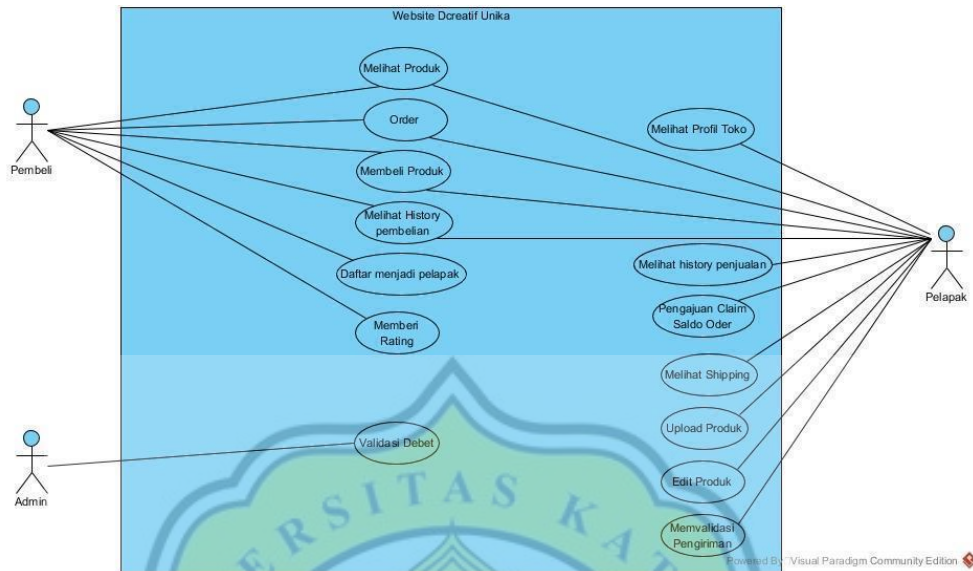 Website Dcreatif Unika
Melihat Produk
Order
Melihat Profil Toko
Pembeli
Membeli Produk
Melihat History
pembelian
Daftar menjadi pelapak
Melihat history penjualan
Pelapak
Pengajuan Claim
Saldo Oder
Memberi
Rating
Melihat Shipping
Validasi Debet
Upload Produk
Admin
Edit Produk
Memvalidasi
Pengiriman
ERSITAS KAT
Powered By Visual Paradigm Community Edition